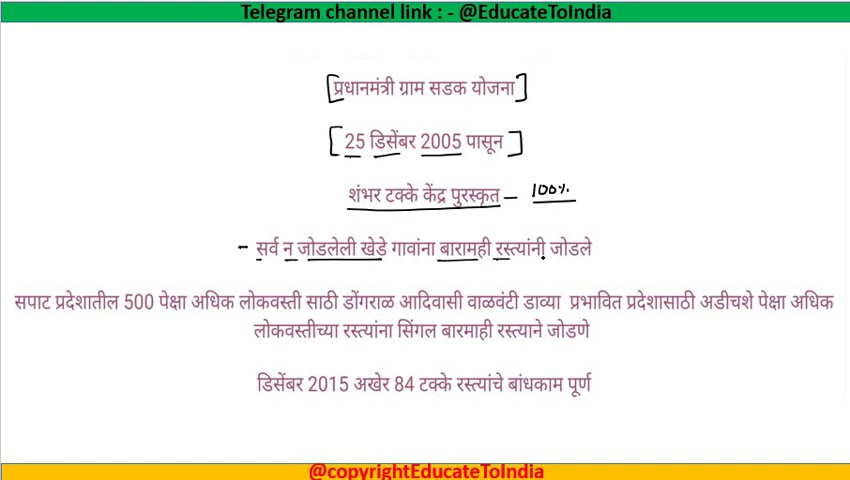 Telegram channel link : - @EducateToIndia
[प्रधानमंत्री ग्राम सडक योजना]
[25 डिसेंबर 2005 पासून]
शंभर टक्के केंद्र पुरस्कृत – 100%
- सर्व न जोडलेली खेडे गावांना बारामही रस्त्यांनी जोडले
सपाट प्रदेशातील 500 पेक्षा अधिक लोकवस्ती साठी डोंगराळ आदिवासी वाळवंटी डाव्या प्रभावित प्रदेशासाठी अडीचशे पेक्षा अधिक
लोकवस्तीच्या रस्त्यांना सिंगल बारमाही रस्त्याने जोडणे
डिसेंबर 2015 अखेर 84 टक्के रस्त्यांचे बांधकाम पूर्ण
@copyrightEducateToIndia